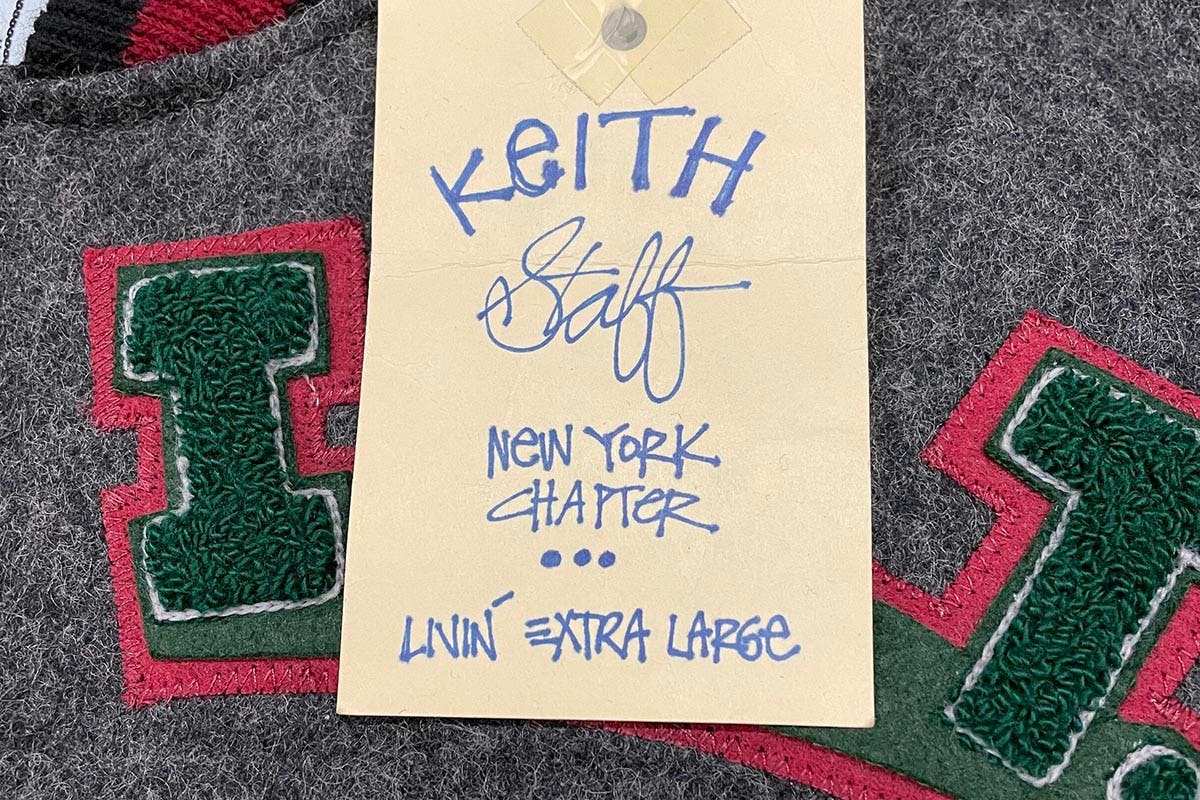 KeITH
Staff
NeW YORK
CHAPTeR
•••
LIVIN' EXTRA LARGe
I